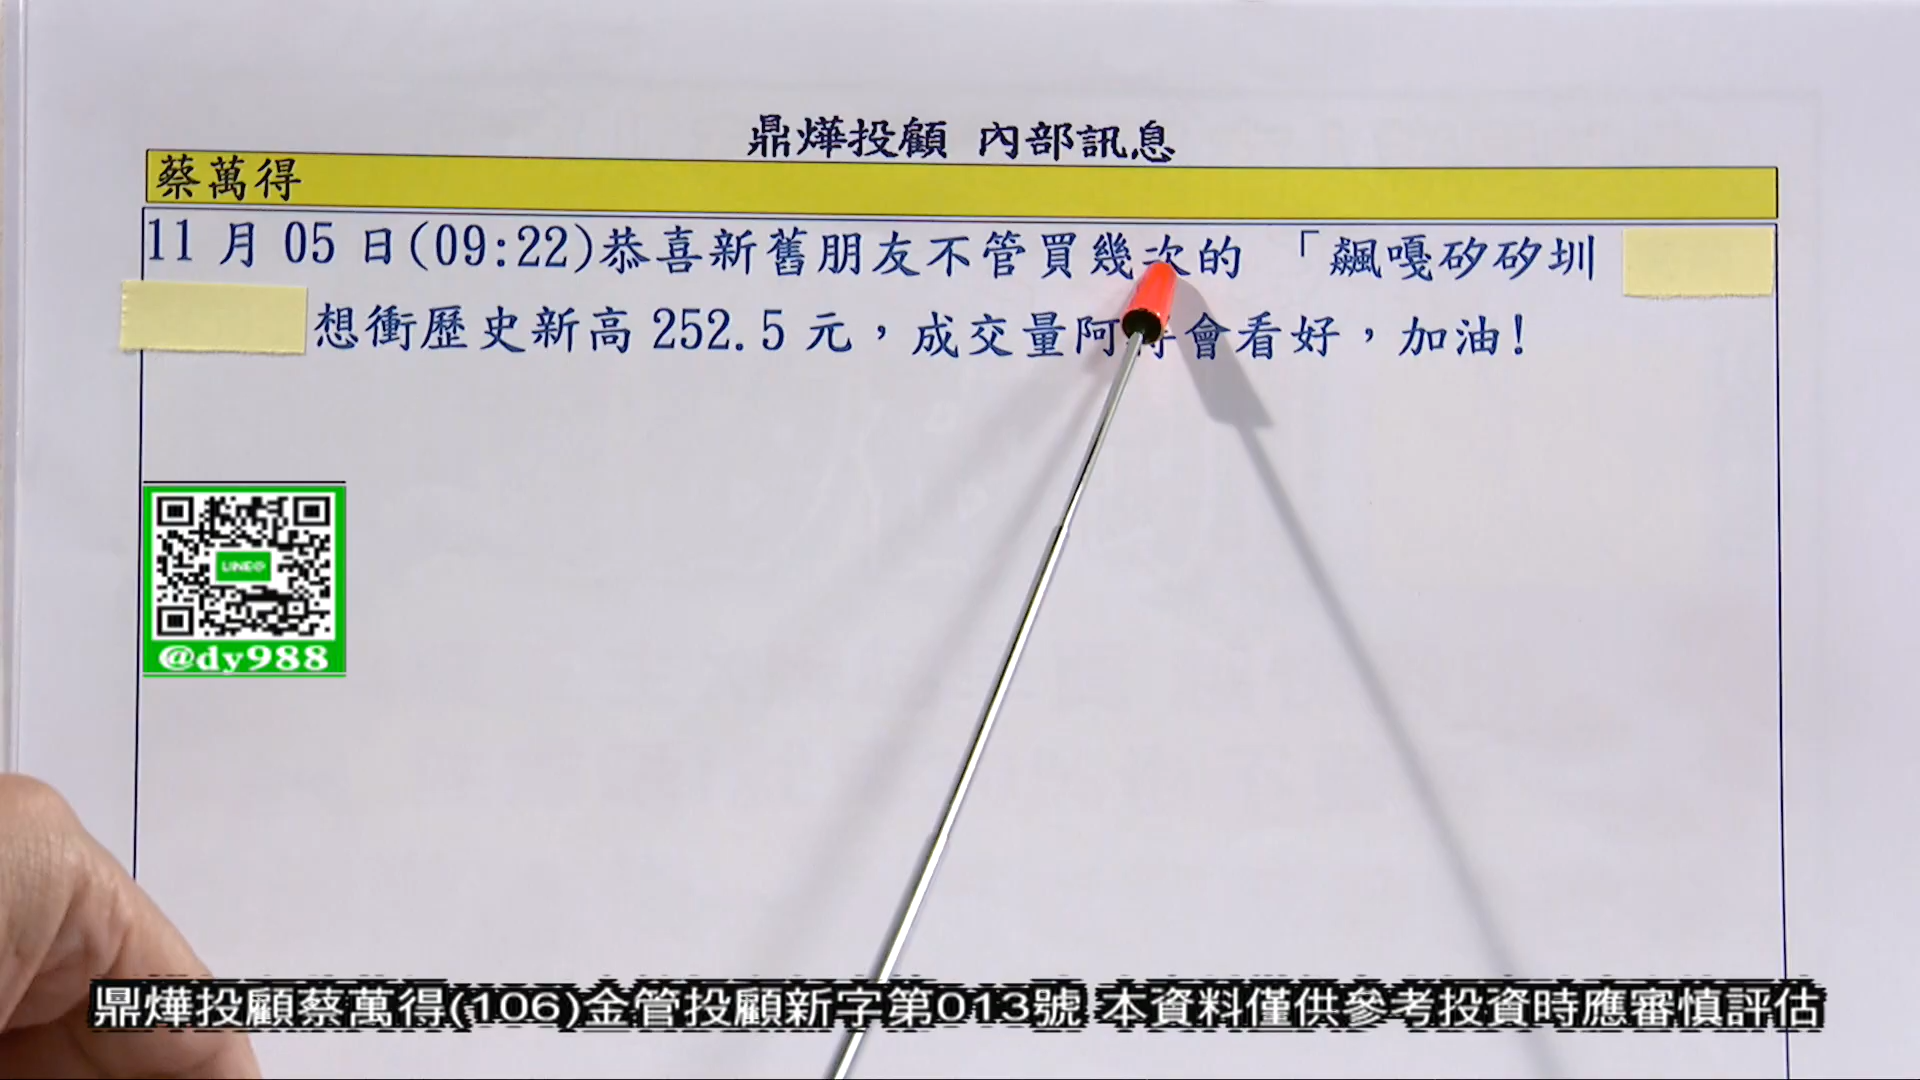 鼎燁投顧 內部訊息
蔡萬得
11 月 05 日(09:22)恭喜新舊朋友不管買幾次的 「飆嘎矽矽圳
想衝歷史新高 252.5 元，成交量阿得會看好，加油!
LINE@
@dy988
鼎燁投顧蔡萬得(106)金管投顧新字第013號 本資料僅供參考投資時應審慎評估